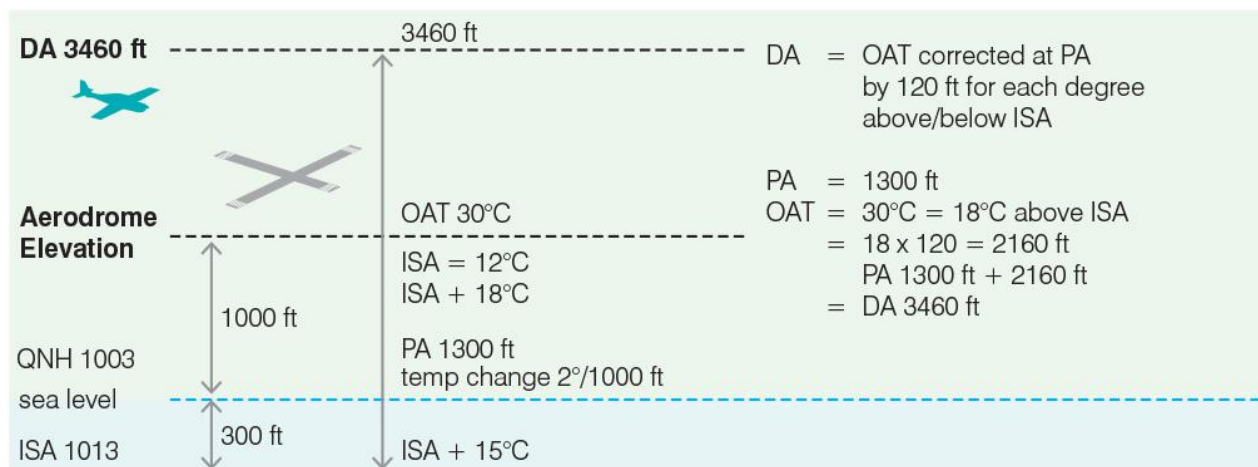 DA 3460 ft
3460 ft
DA = OAT corrected at PA
by 120 ft for each degree
above/below ISA
PA = 1300 ft
OAT = 30°C = 18°C above ISA
= 18 x 120 = 2160 ft
PA 1300 ft + 2160 ft
= DA 3460 ft
Aerodrome
Elevation
OAT 30°C
ISA = 12°C
ISA + 18°C
1000 ft
PA 1300 ft
temp change 2°/1000 ft
QNH 1003
sea level
ISA 1013
300 ft
ISA + 15°C